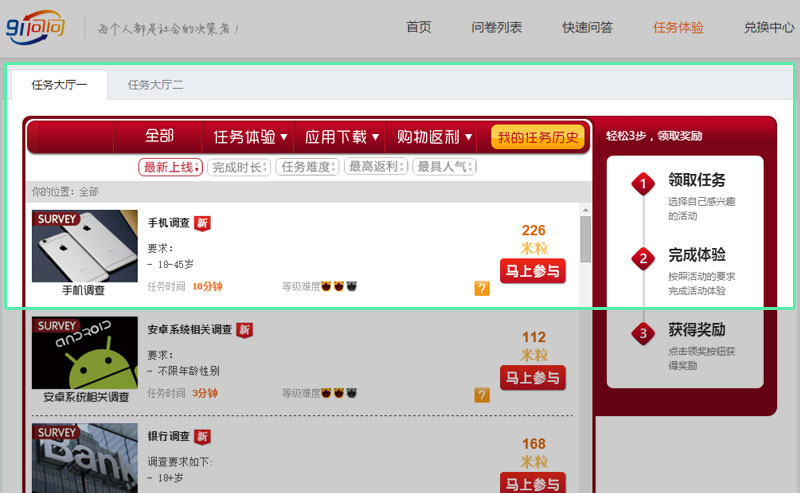 91问问
每个人都是社会的决策者！
首页 问卷列表 快速问答 任务体验 兑换中心
任务大厅一 任务大厅二
全部 任务体验 应用下载 购物返利 我的任务历史
最新上线 完成时长 任务难度 最高返利 最具人气
你的位置：全部
SURVEY
手机调查
手机调查 新
要求：
- 18-45岁
任务时间 10分钟 等级难度 ?
226
米粒
马上参与
SURVEY
ANDROID
安卓系统相关调查
安卓系统相关调查 新
要求：
- 不限年龄性别
任务时间 3分钟 等级难度 ?
112
米粒
马上参与
SURVEY
Bank
银行调查 新
调查要求如下:
- 18+岁
168
米粒
马上参与
轻松3步，领取奖励
1 领取任务
选择自己感兴趣
的活动
2 完成体验
按照活动的要求
完成活动体验
3 获得奖励
点击领奖按钮获
得奖励